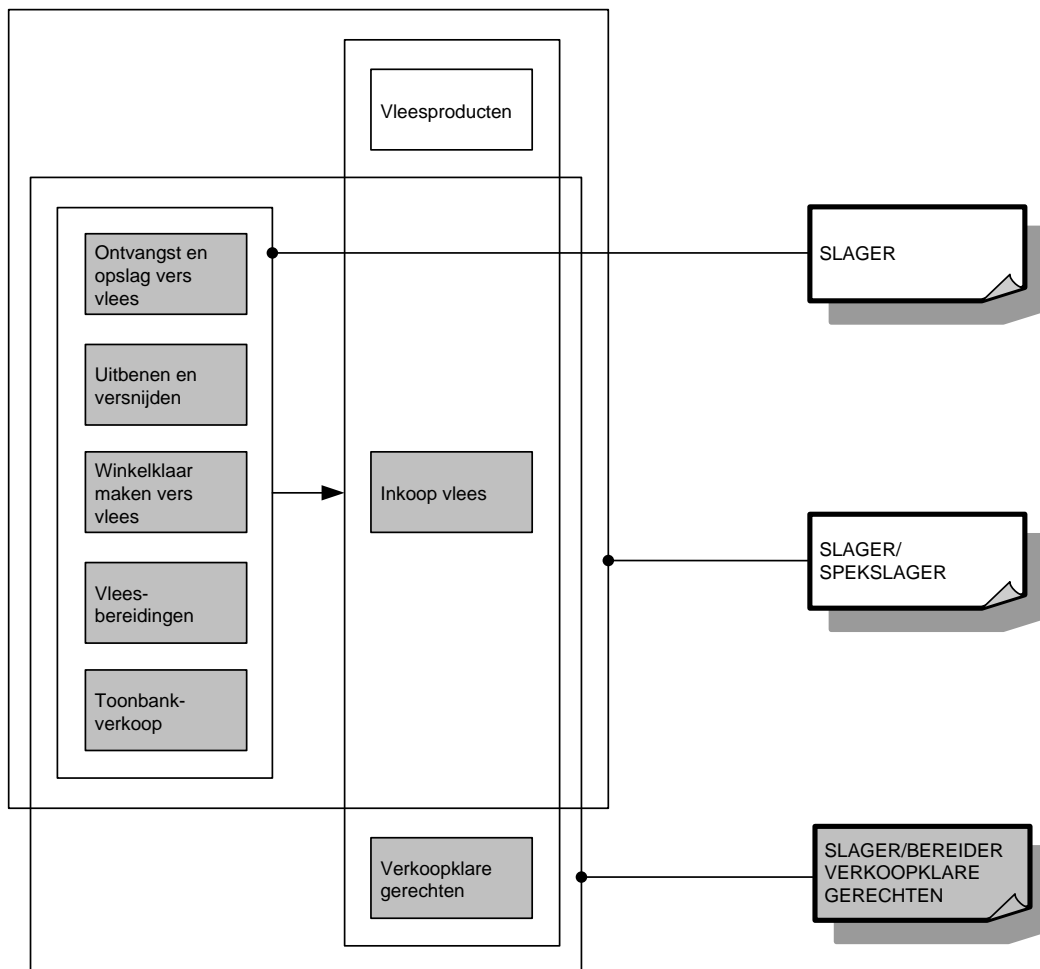 Vleesproducten
Ontvangst en
opslag vers
vlees
SLAGER
Uitbenen en
versnijden
Winkelklaar
maken vers
vlees
Inkoop vlees
SLAGER/
SPEKSLAGER
Vlees-
bereidingen
Toonbank-
verkoop
Verkoopklare
gerechten
SLAGER/BEREIDER
VERKOOPKLARE
GERECHTEN